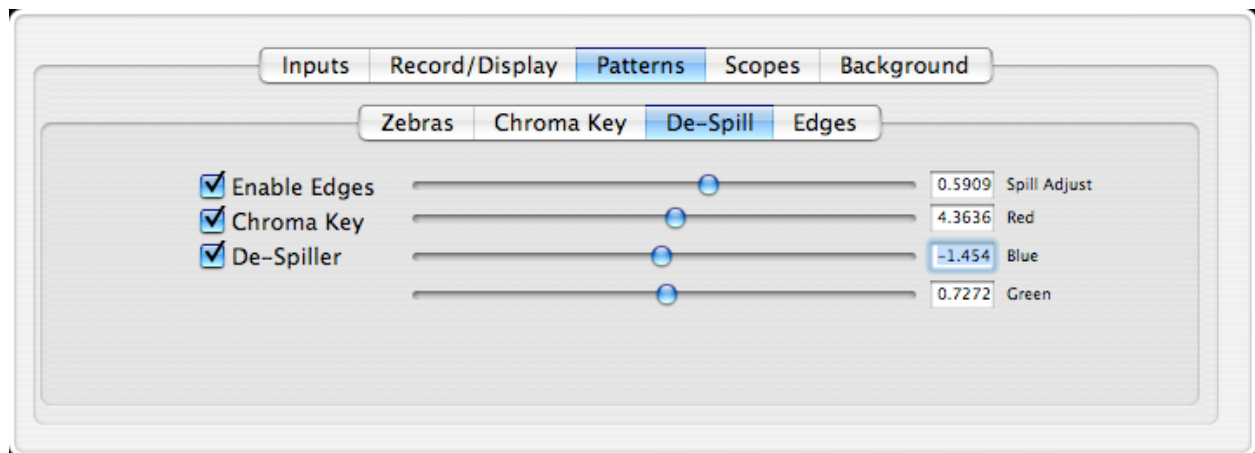 Inputs Record/Display Patterns Scopes Background
Zebras Chroma Key De-Spill Edges
Enable Edges 0.5909 Spill Adjust
Chroma Key 4.3636 Red
De-Spiller -1.454 Blue
0.7272 Green